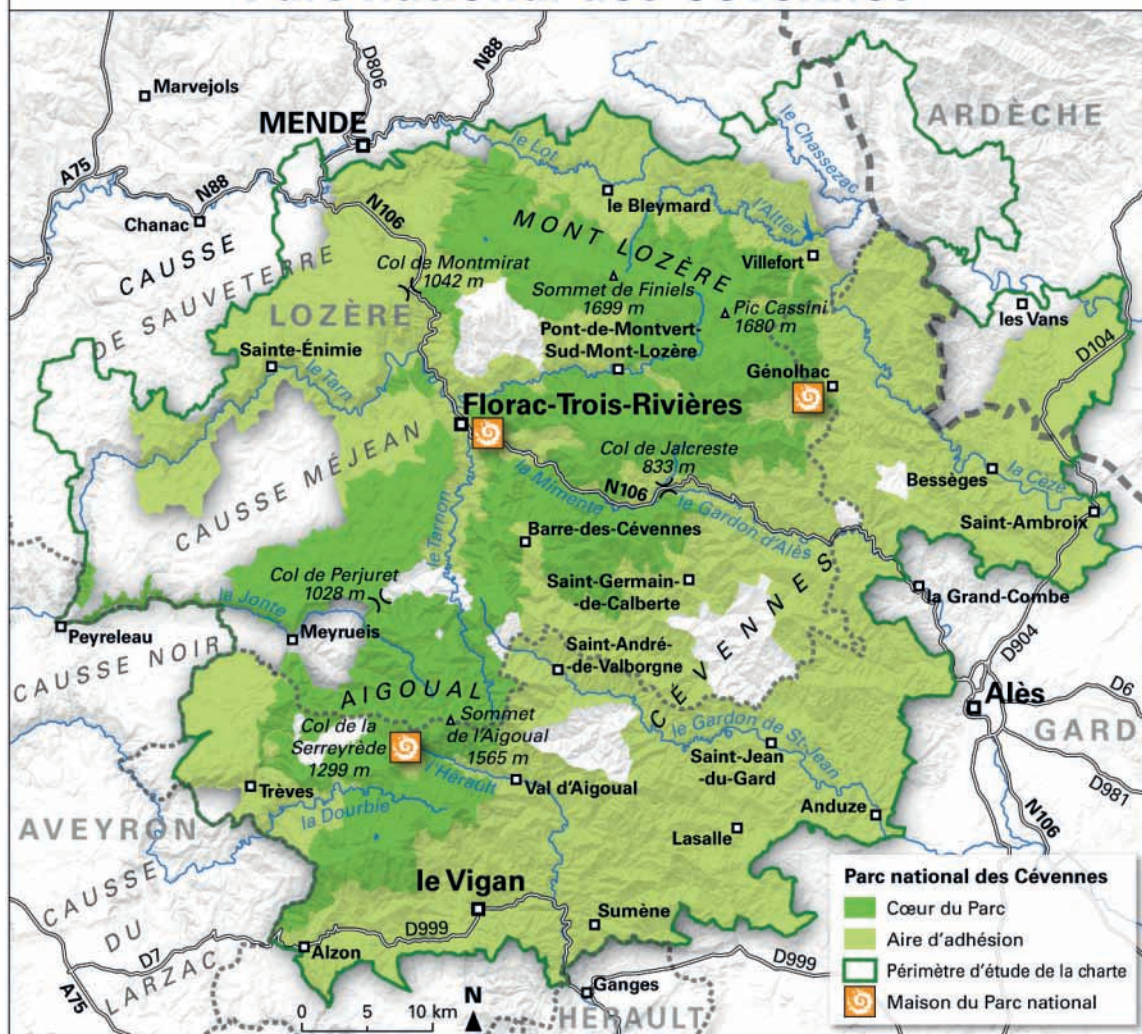 Marvejols
D806
N88
MENDE
ARDÈCHE
le Chassezac
A75
N88
le Lot
Chanac
N106
le Bleymard
l'Altier
CAUSSE
DE SAUVETERRE
MONT LOZÈRE
Villefort
Col de Montmirat
1042 m
Sommet de Finiels
1699 m
Pic Cassini
1680 m
les Vans
LOZÈRE
D104
Pont-de-Montvert-
Sud-Mont-Lozère
Sainte-Énimie
le Tarn
Génolhac
Florac-Trois-Rivières
CAUSSE MÉJEAN
Col de Jalcreste
833 m
la Mimente
N106
le Gardon d'Alès
Bessèges
la Cèze
Saint-Ambroix
le Tarnon
Barre-des-Cévennes
Col de Perjuret
1028 m
Saint-Germain-
-de-Calberte
la Grand-Combe
la Jonte
Peyreleau
Meyrueis
CAUSSE NOIR
Saint-André-
-de-Valborgne
CÉVENNES
D904
AIGOUAL
Alès
D6
Col de la
Serreyrède
1299 m
Sommet
de l'Aigoual
1565 m
le Gardon de St-Jean
GARD
Saint-Jean
-du-Gard
l'Hérault
Trèves
Val d'Aigoual
D981
la Dourbie
Anduze
AVEYRON
Lasalle
N106
CAUSSE
DU
LARZAC
le Vigan
Sumène
D999
Alzon
D7
A75
Ganges
D999
HÉRAULT
N
0 5 10 km
Parc national des Cévennes
Cœur du Parc
Aire d'adhésion
Périmètre d'étude de la charte
Maison du Parc national